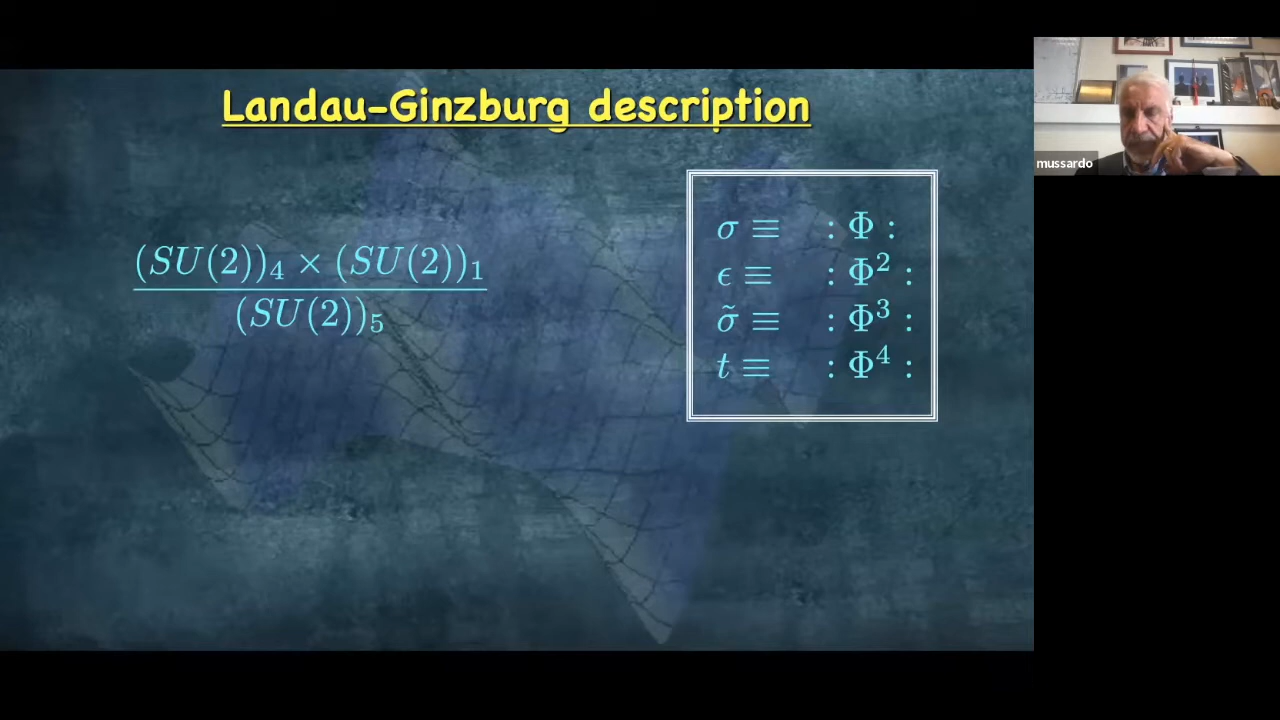 Landau-Ginzburg description
(SU(2))₄ × (SU(2))₁
(SU(2))₅
σ ≡ : Φ :
ϵ ≡ : Φ² :
σ̃ ≡ : Φ³ :
t ≡ : Φ⁴ :
mussardo